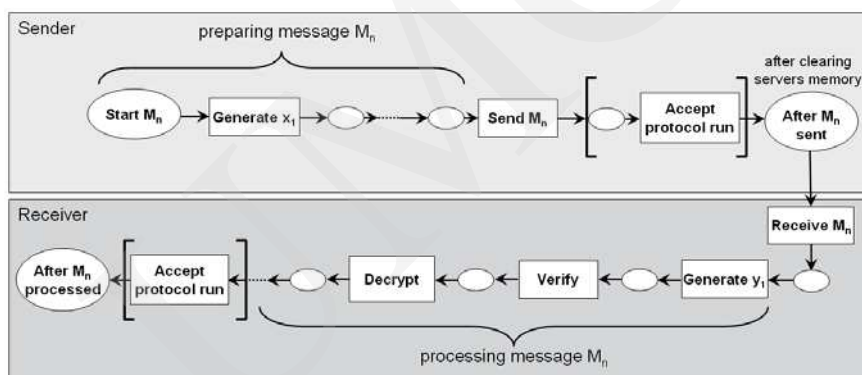 Sender
preparing message Mₙ
after clearing
servers memory
Start Mₙ
Generate x₁
Send Mₙ
Accept
protocol run
After Mₙ
sent
Receiver
Receive Mₙ
After Mₙ
processed
Accept
protocol run
Decrypt
Verify
Generate y₁
processing message Mₙ